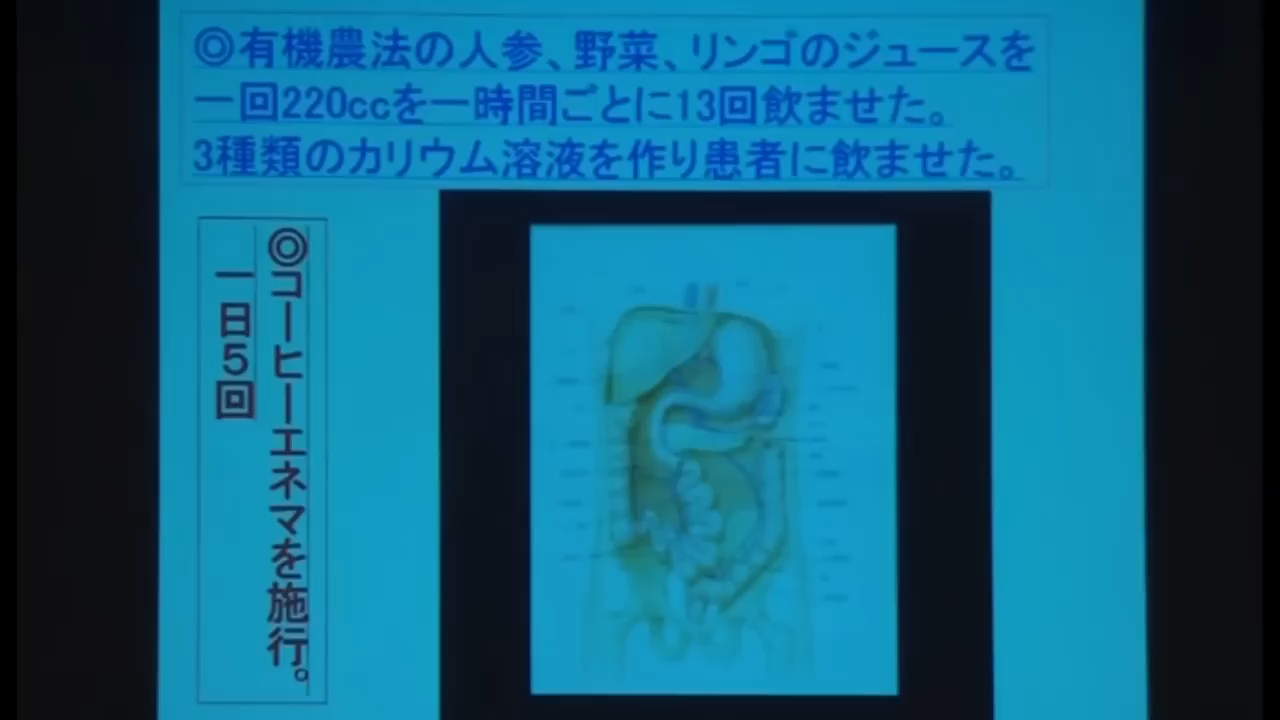 ◎有機農法の人参、野菜、リンゴのジュースを
一回220ccを一時間ごとに13回飲ませた。
3種類のカリウム溶液を作り患者に飲ませた。
◎コーヒーエネマを施行。
一日5回